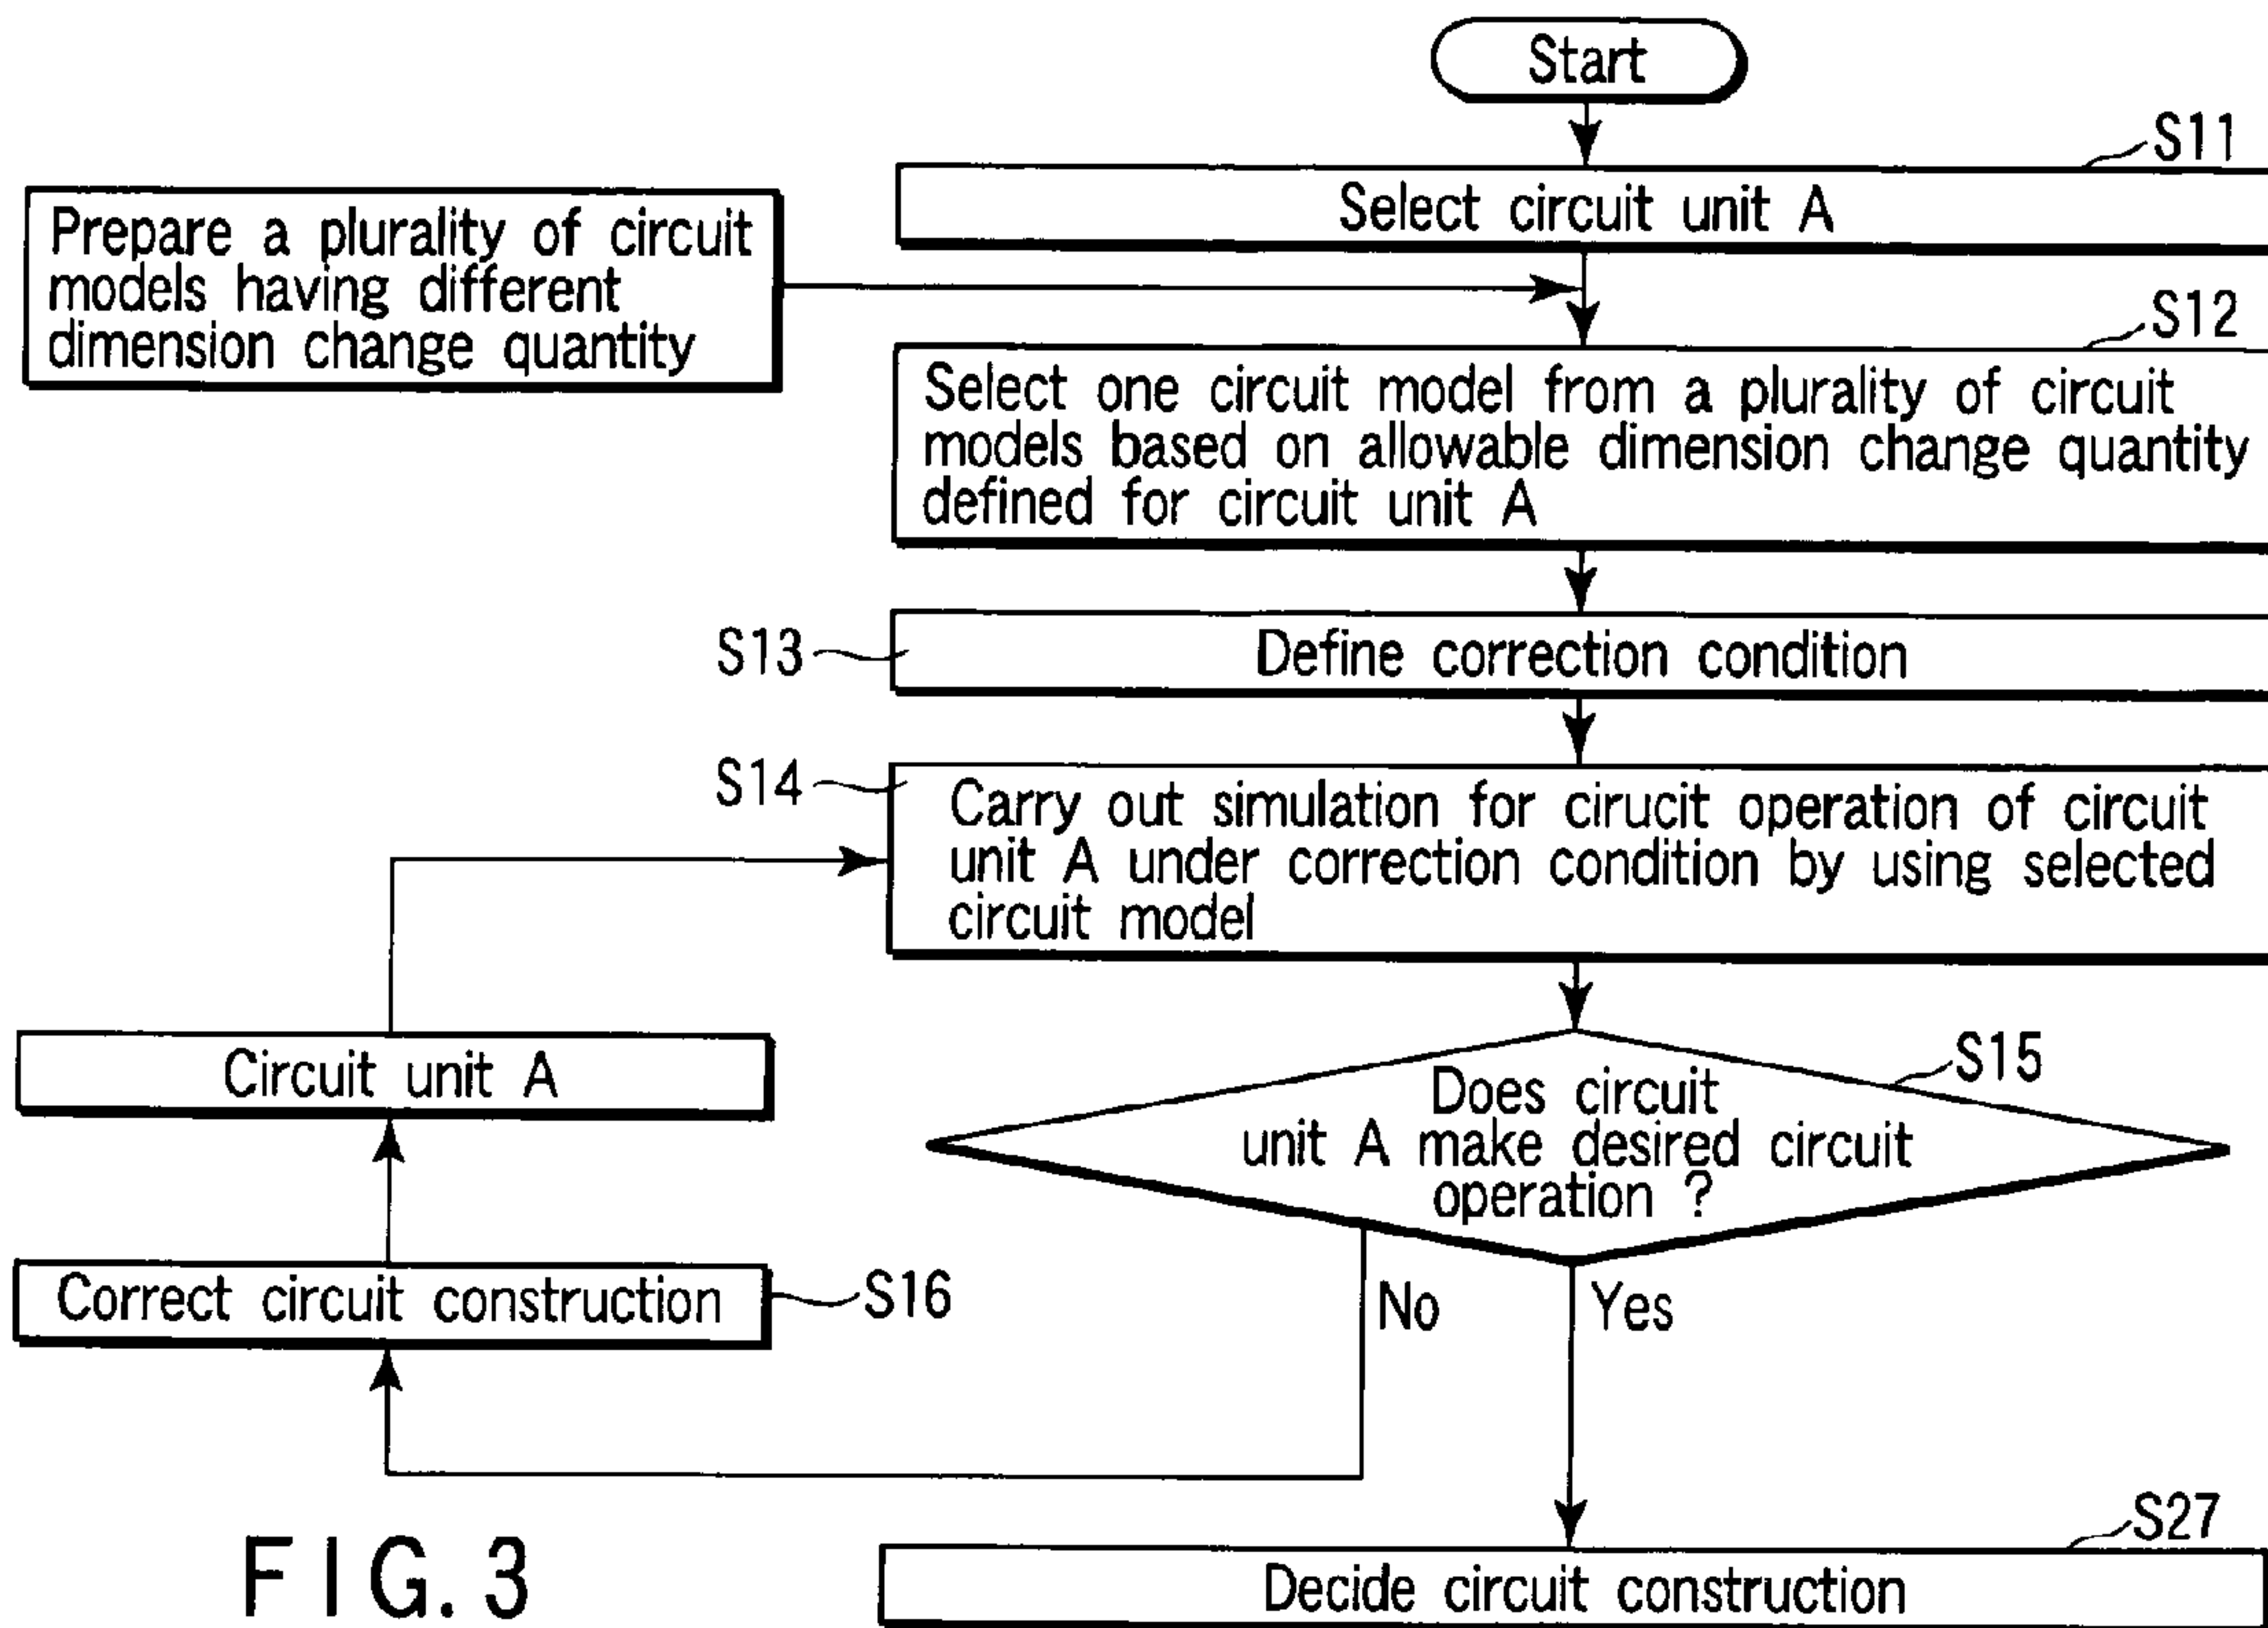 Start
S11
Select circuit unit A
Prepare a plurality of circuit
models having different
dimension change quantity
S12
Select one circuit model from a plurality of circuit
models based on allowable dimension change quantity
defined for circuit unit A
S13
Define correction condition
S14
Carry out simulation for cirucit operation of circuit
unit A under correction condition by using selected
circuit model
Circuit unit A
S15
Does circuit
unit A make desired circuit
operation ?
Correct circuit construction
S16
No
Yes
S27
Decide circuit construction
FIG. 3